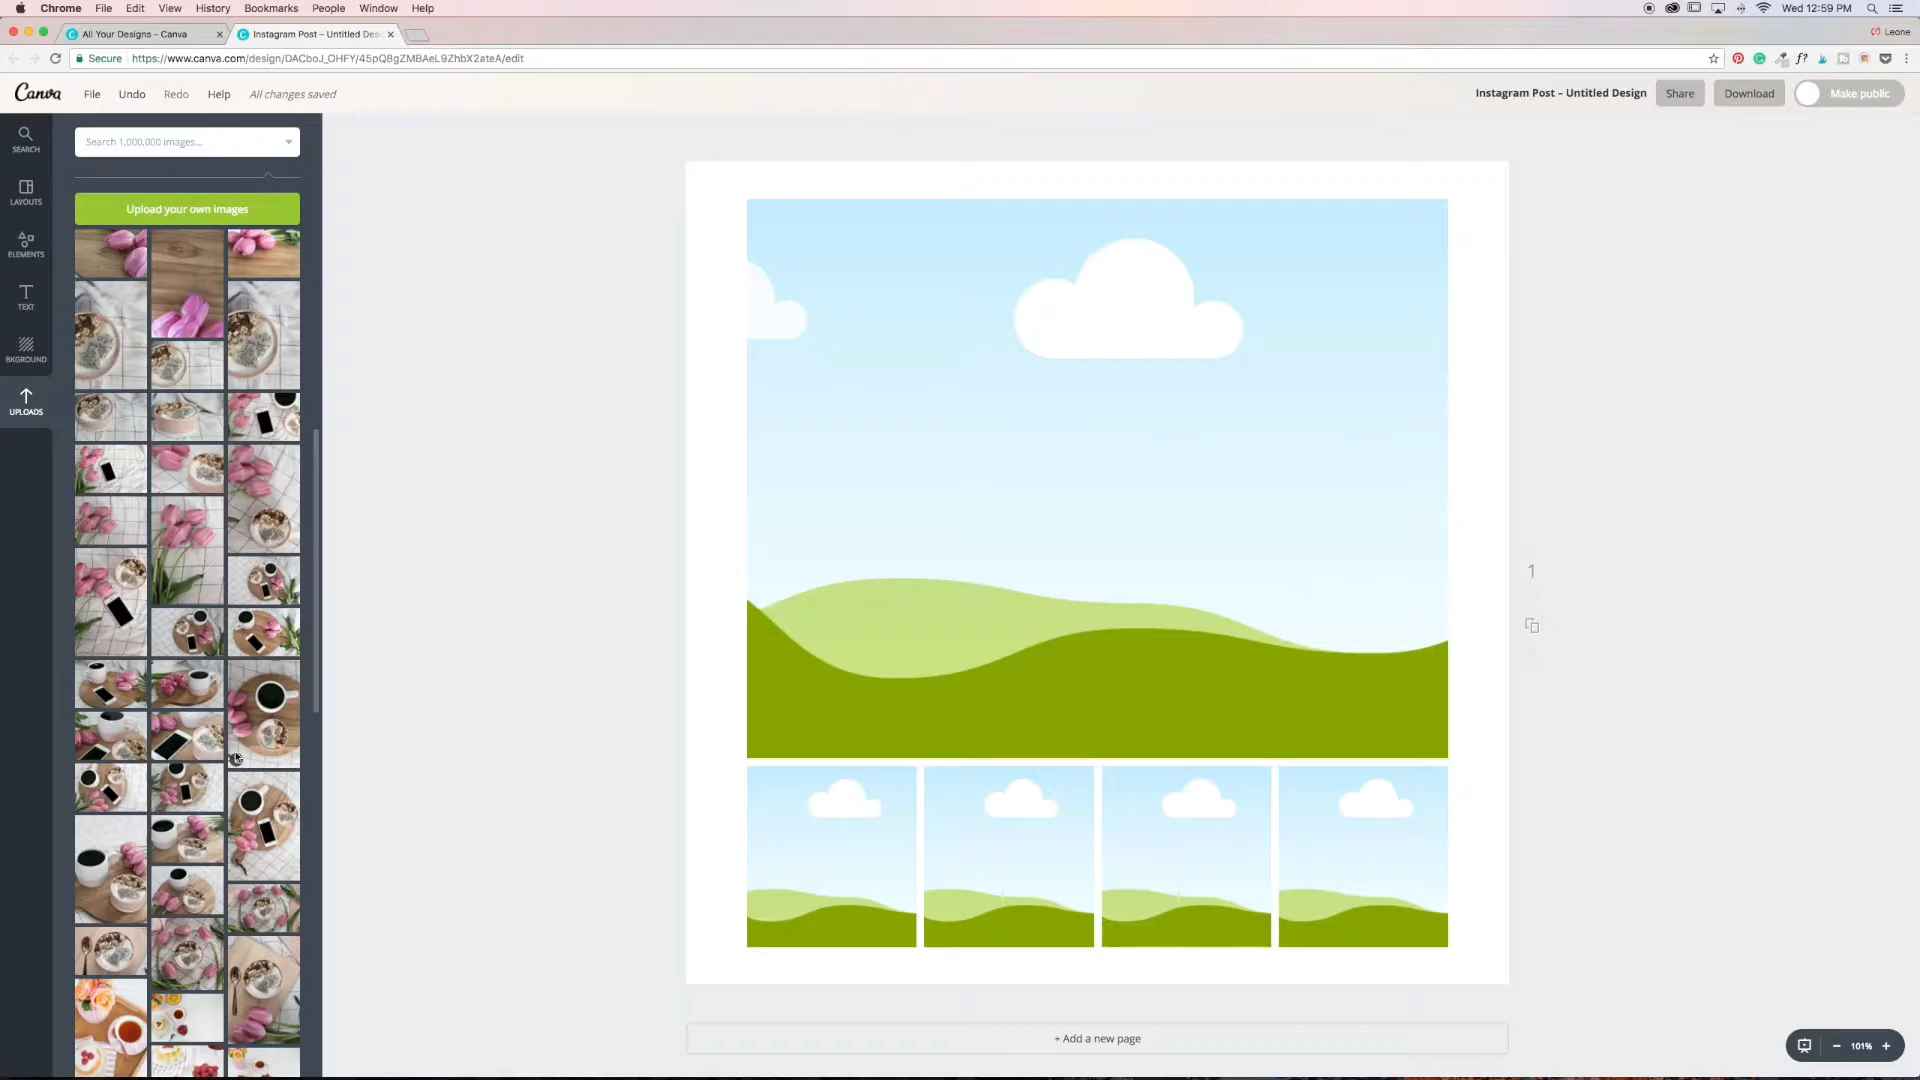 Chrome File Edit View History Bookmarks People Window Help Wed 12:59 PM
All Your Designs – Canva Instagram Post – Untitled Des Leone
Secure https://www.canva.com/design/DACboJ_OHFY/45pQ8gZMBAeL9ZhbX2ateA/edit
Canva File Undo Redo Help All changes saved Instagram Post – Untitled Design Share Download Make public
SEARCH
LAYOUTS
ELEMENTS
TEXT
BKGROUND
UPLOADS
Search 1,000,000 images...
Upload your own images
1
+ Add a new page
101%